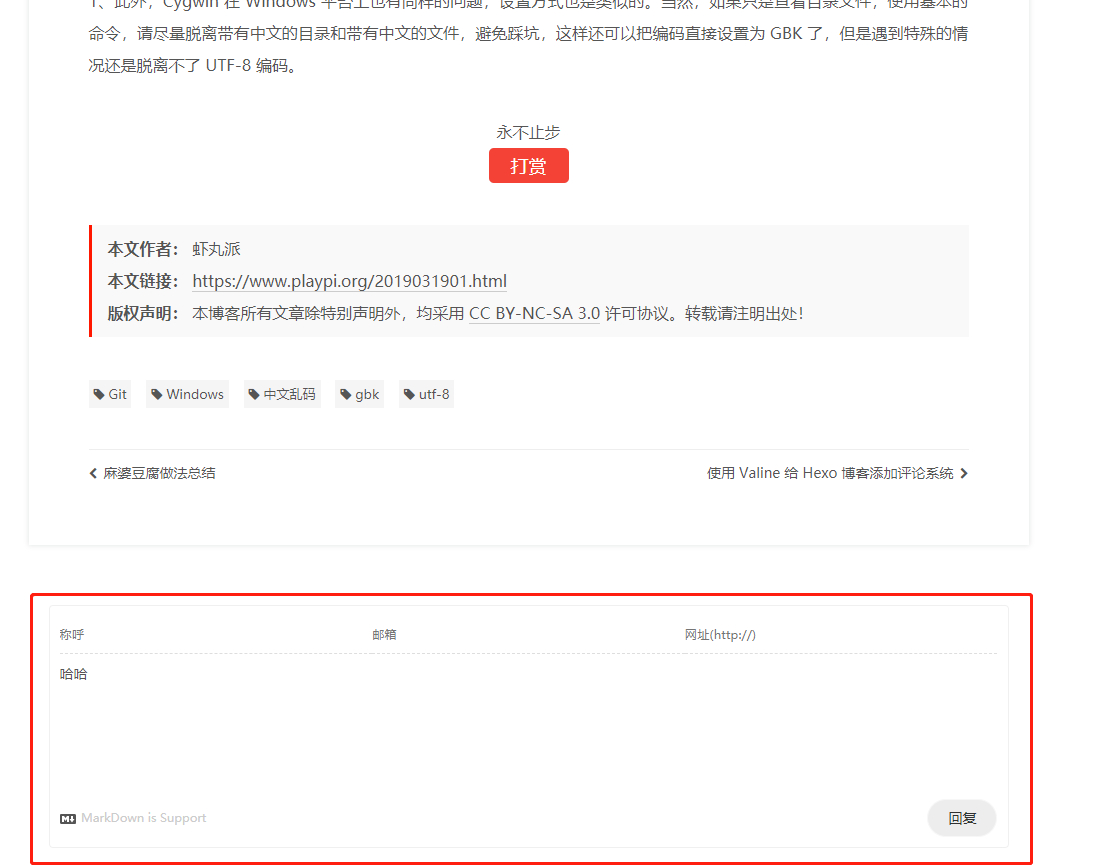 1、此外，Cygwin 在 Windows 平台上也有同样的问题，设置方式也是类似的。当然，如果只是查看目录文件，使用基本的
命令，请尽量脱离带有中文的目录和带有中文的文件，避免踩坑，这样还可以把编码直接设置为 GBK 了，但是遇到特殊的情
况还是脱离不了 UTF-8 编码。
永不止步
打赏
本文作者： 虾丸派
本文链接： https://www.playpi.org/2019031901.html
版权声明： 本博客所有文章除特别声明外，均采用 CC BY-NC-SA 3.0 许可协议。转载请注明出处！
Git Windows 中文乱码 gbk utf-8
麻婆豆腐做法总结 使用 Valine 给 Hexo 博客添加评论系统
称呼 邮箱 网址(http://)
哈哈
MarkDown is Support 回复